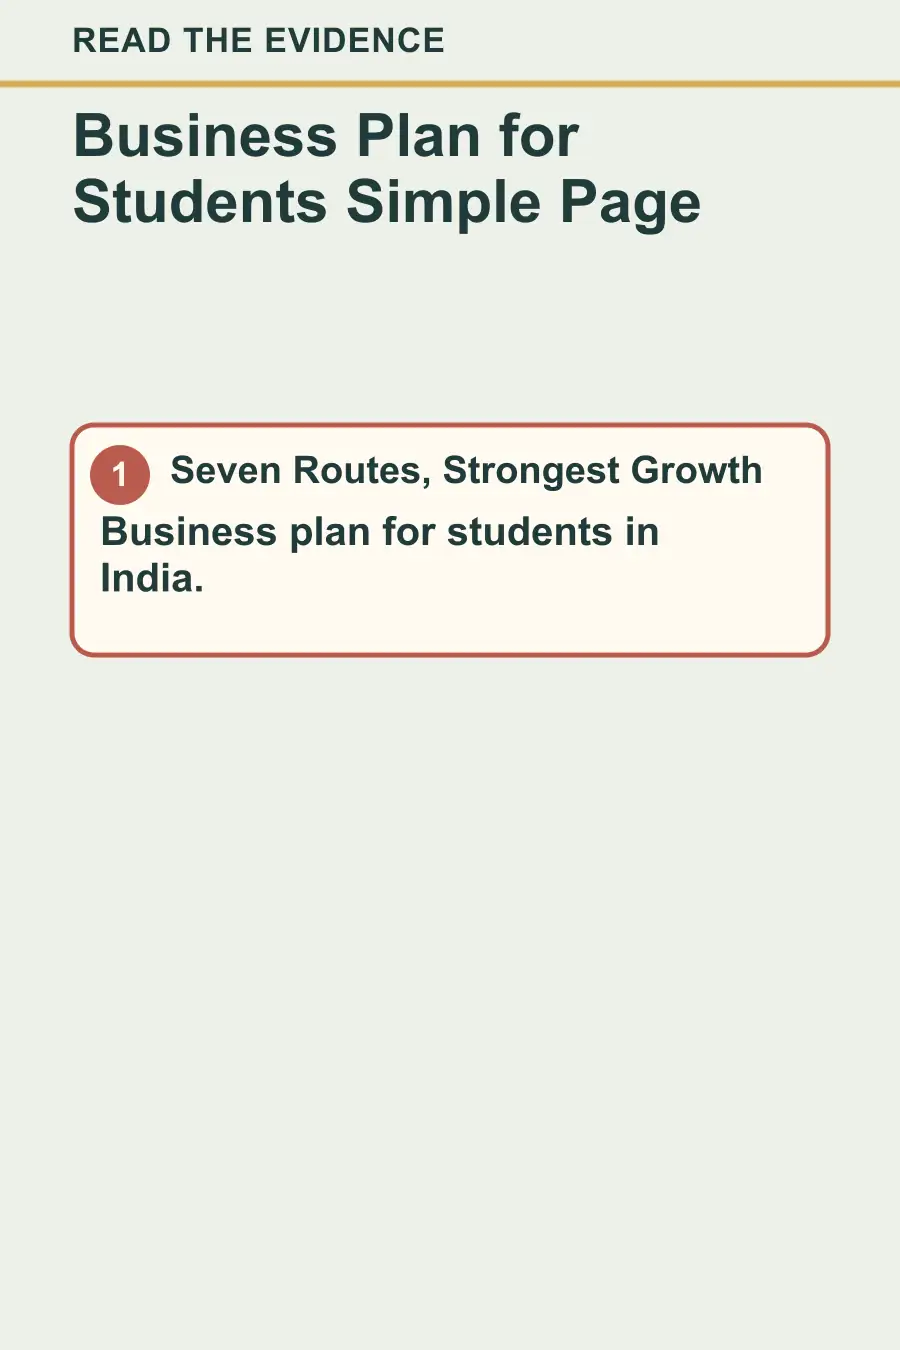 READ THE EVIDENCE
Business Plan for
Students Simple Page
1 Seven Routes, Strongest Growth
Business plan for students in
India.